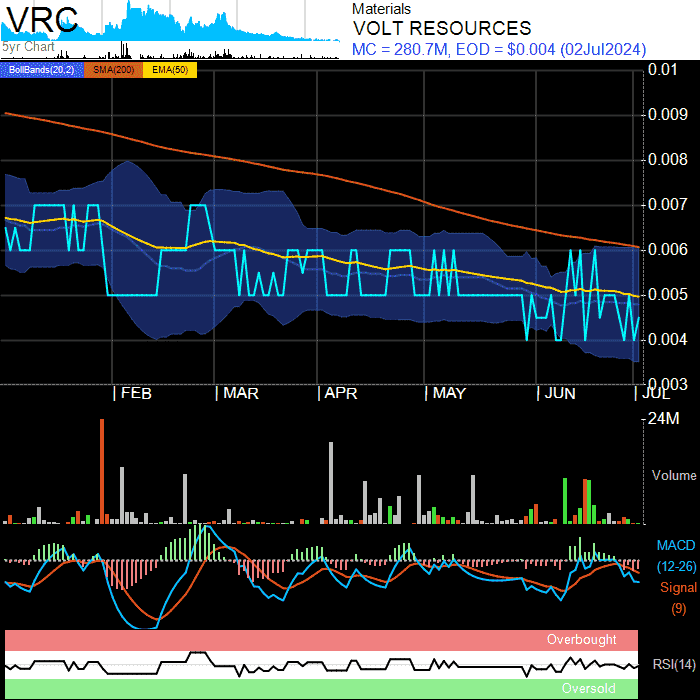 VRC
5yr Chart
Materials
VOLT RESOURCES
MC = 280.7M, EOD = $0.004 (02Jul2024)
BollBands(20,2) SMA(200) EMA(50)
0.01
0.009
0.008
0.007
0.006
0.005
0.004
0.003
FEB MAR APR MAY JUN JUL
24M
Volume
MACD
(12-26)
Signal
(9)
Overbought
RSI(14)
Oversold